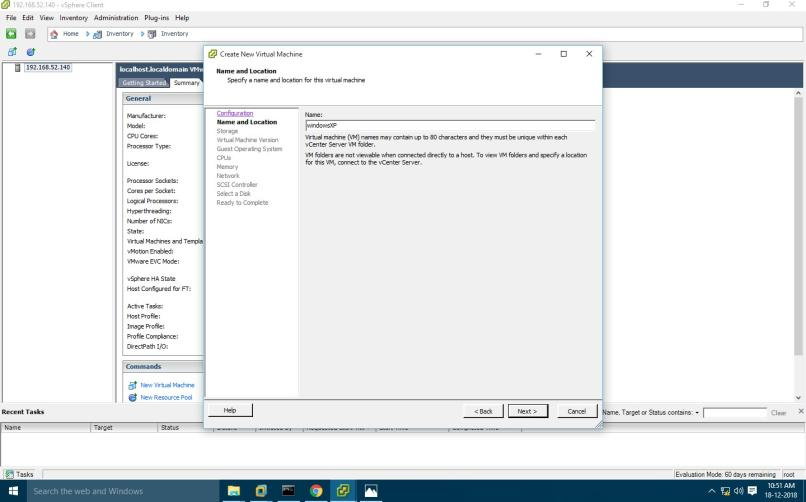 192.168.52.140 - vSphere Client
File Edit View Inventory Administration Plug-ins Help
Home Inventory Inventory
192.168.52.140
localhost.localdomain VMw
Getting Started Summary
General
Manufacturer:
Model:
CPU Cores:
Processor Type:
License:
Processor Sockets:
Cores per Socket:
Logical Processors:
Hyperthreading:
Number of NICs:
State:
Virtual Machines and Templa
vMotion Enabled:
VMware EVC Mode:
vSphere HA State
Host Configured for FT:
Active Tasks:
Host Profile:
Image Profile:
Profile Compliance:
DirectPath I/O:
Commands
New Virtual Machine
New Resource Pool
Create New Virtual Machine
Name and Location
Specify a name and location for this virtual machine
Configuration
Name and Location
Storage
Virtual Machine Version
Guest Operating System
CPUs
Memory
Network
SCSI Controller
Select a Disk
Ready to Complete
Name:
windowsXP
Virtual machine (VM) names may contain up to 80 characters and they must be unique within each
vCenter Server VM folder.
VM folders are not viewable when connected directly to a host. To view VM folders and specify a location
for this VM, connect to the vCenter Server.
Help < Back Next > Cancel
Recent Tasks
Name, Target or Status contains: Clear
Name Target Status
Tasks
Evaluation Mode: 60 days remaining root
Search the web and Windows
10:51 AM
18-12-2018